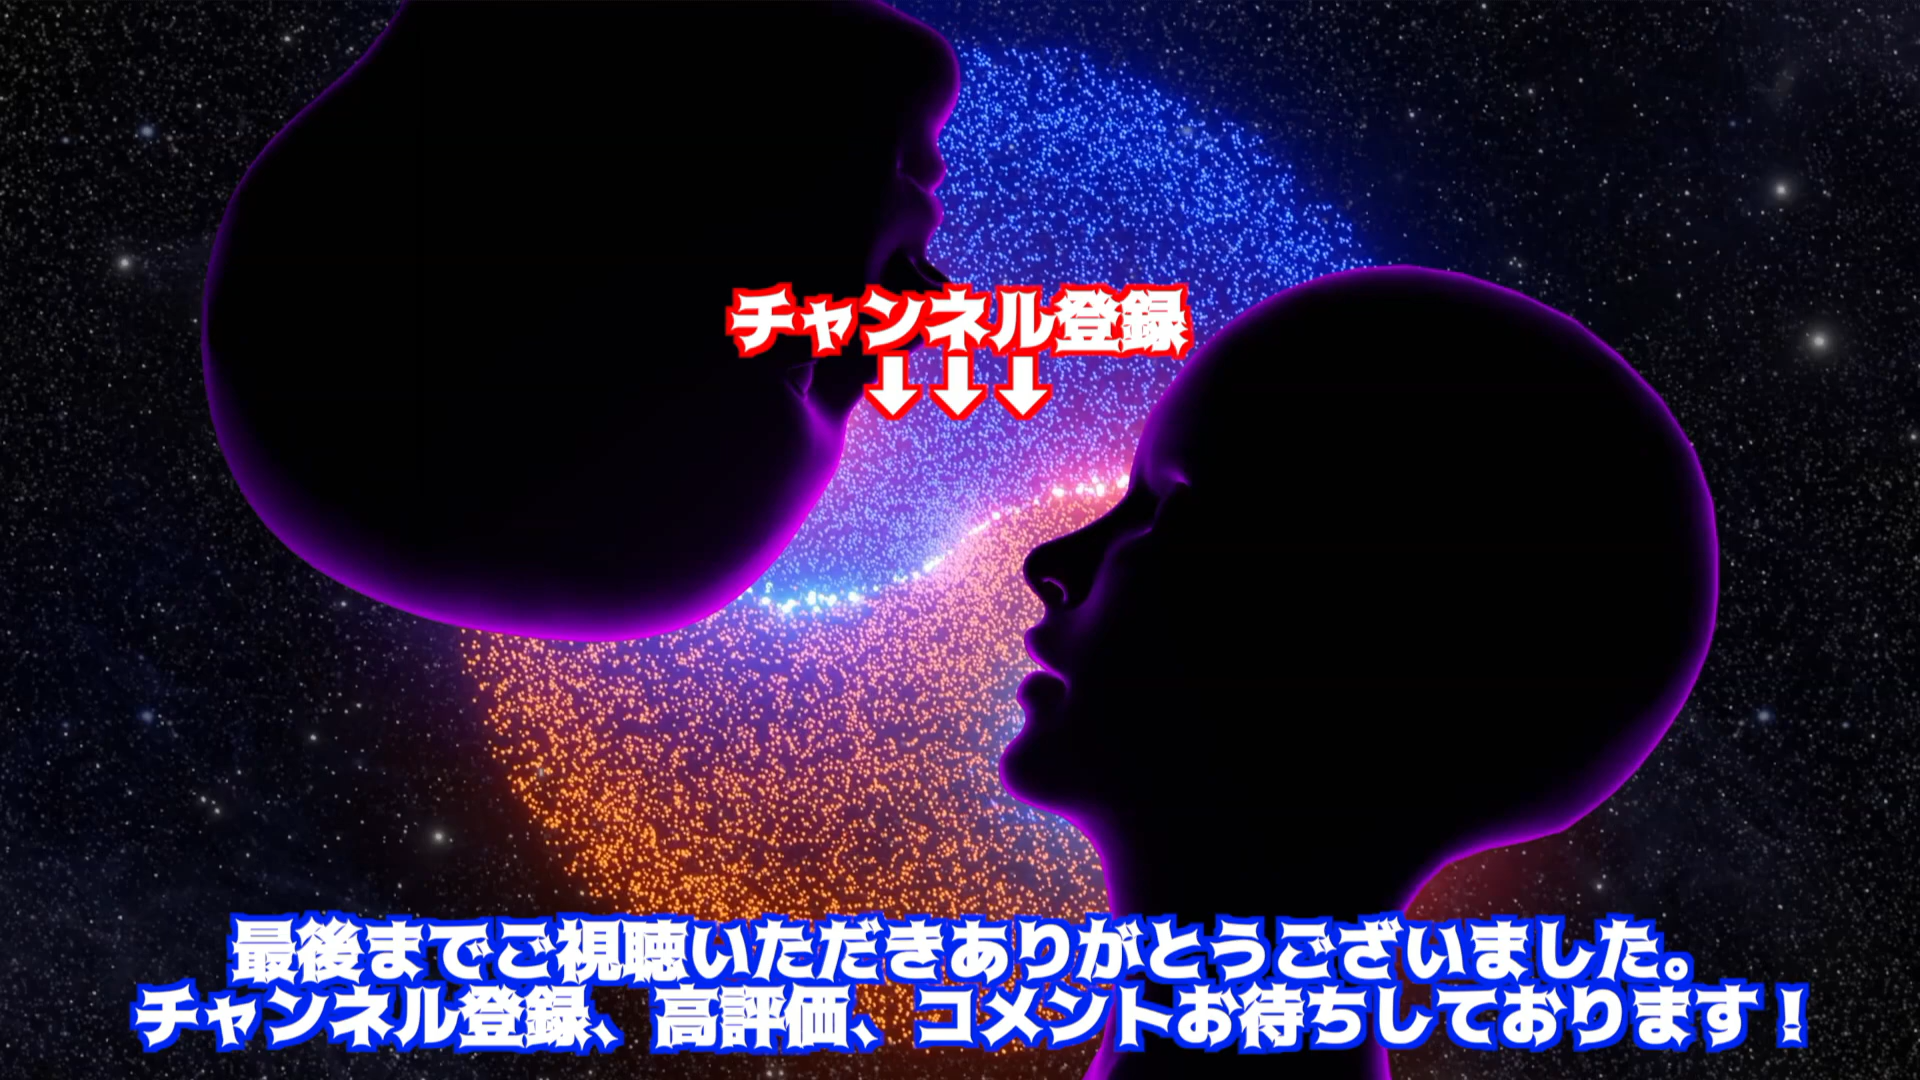 チャンネル登録
↓↓↓
最後までご視聴いただきありがとうございました。
チャンネル登録、高評価、コメントお待ちしております！